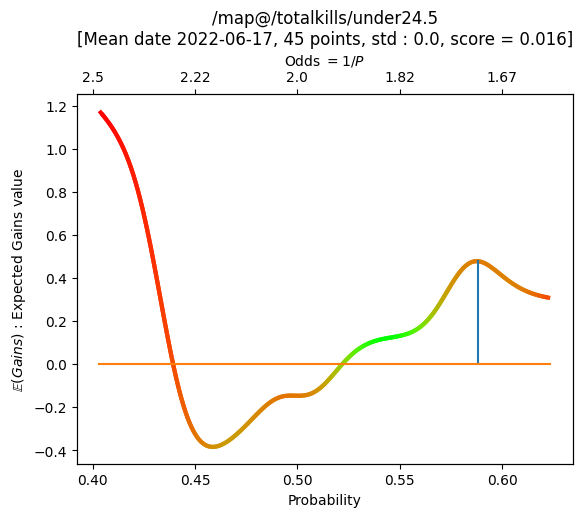 /map@/totalkills/under24.5
[Mean date 2022-06-17, 45 points, std : 0.0, score = 0.016]
Odds = 1/P
2.5 2.22 2.0 1.82 1.67
1.2
1.0
0.8
0.6
0.4
0.2
0.0
−0.2
−0.4
𝔼(Gains) : Expected Gains value
0.40 0.45 0.50 0.55 0.60
Probability